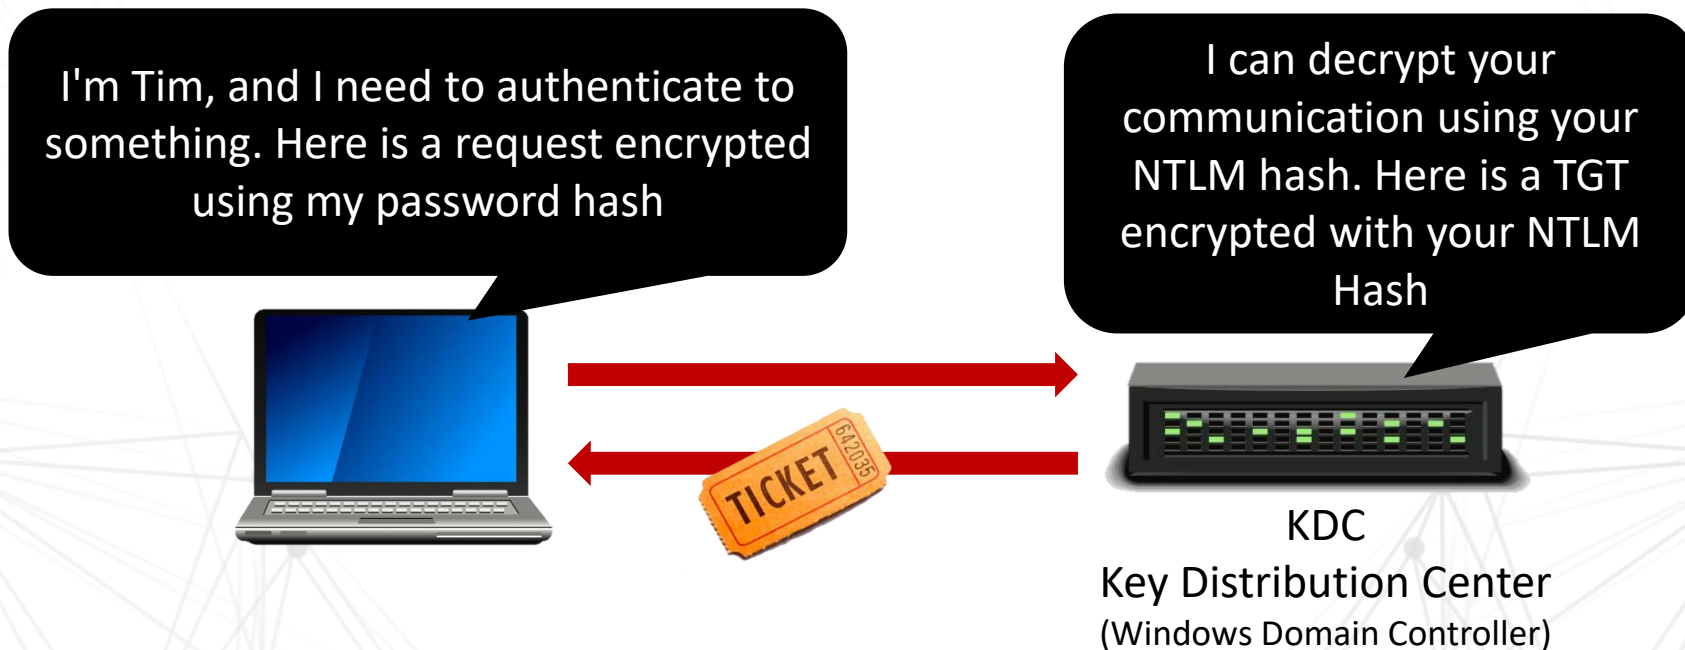 I'm Tim, and I need to authenticate to
something. Here is a request encrypted
using my password hash
I can decrypt your
communication using your
NTLM hash. Here is a TGT
encrypted with your NTLM
Hash
TICKET
642035
KDC
Key Distribution Center
(Windows Domain Controller)